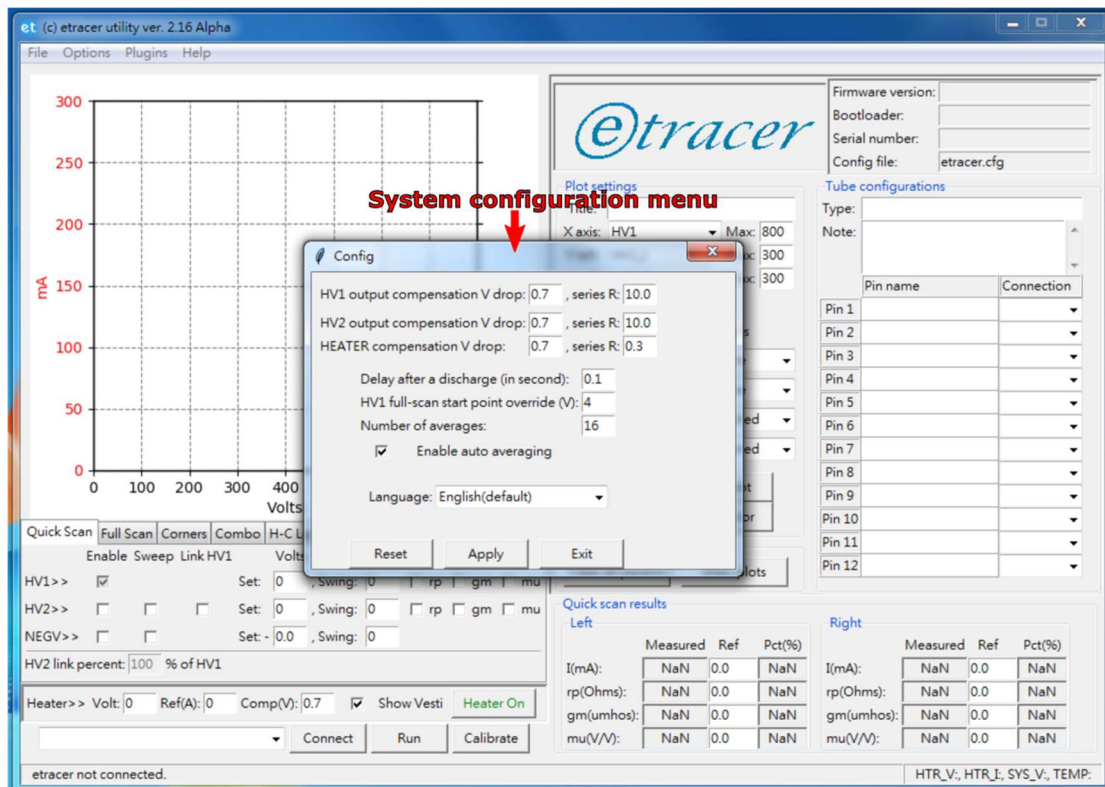 et (c) etracer utility ver. 2.16 Alpha
File Options Plugins Help
300
250
200
150
100
50
0
mA
0 100 200 300 400
Volts
etracer
Firmware version:
Bootloader:
Serial number:
Config file: etracer.cfg
System configuration menu
Plot settings
Title:
X axis: HV1 Max: 800
300
300
Tube configurations
Type:
Note:
Pin name Connection
Pin 1
Pin 2
Pin 3
Pin 4
Pin 5
Pin 6
Pin 7
Pin 8
Pin 9
Pin 10
Pin 11
Pin 12
Config
HV1 output compensation V drop: 0.7 , series R: 10.0
HV2 output compensation V drop: 0.7 , series R: 10.0
HEATER compensation V drop: 0.7 , series R: 0.3
Delay after a discharge (in second): 0.1
HV1 full-scan start point override (V): 4
Number of averages: 16
Enable auto averaging
Language: English(default)
Reset Apply Exit
Quick Scan Full Scan Corners Combo H-C L
Enable Sweep Link HV1 Volts
HV1>> Set: 0 , Swing: 0 rp gm mu
HV2>> Set: 0 , Swing: 0 rp gm mu
NEGV>> Set: - 0.0 , Swing: 0
HV2 link percent: 100 % of HV1
Heater>> Volt: 0 Ref(A): 0 Comp(V): 0.7 Show Vesti Heater On
Connect Run Calibrate
Quick scan results
Left
Measured Ref Pct(%)
I(mA): NaN 0.0 NaN
rp(Ohms): NaN 0.0 NaN
gm(umhos): NaN 0.0 NaN
mu(V/V): NaN 0.0 NaN
Right
Measured Ref Pct(%)
I(mA): NaN 0.0 NaN
rp(Ohms): NaN 0.0 NaN
gm(umhos): NaN 0.0 NaN
mu(V/V): NaN 0.0 NaN
etracer not connected.
HTR_V:, HTR_I:, SYS_V:, TEMP: